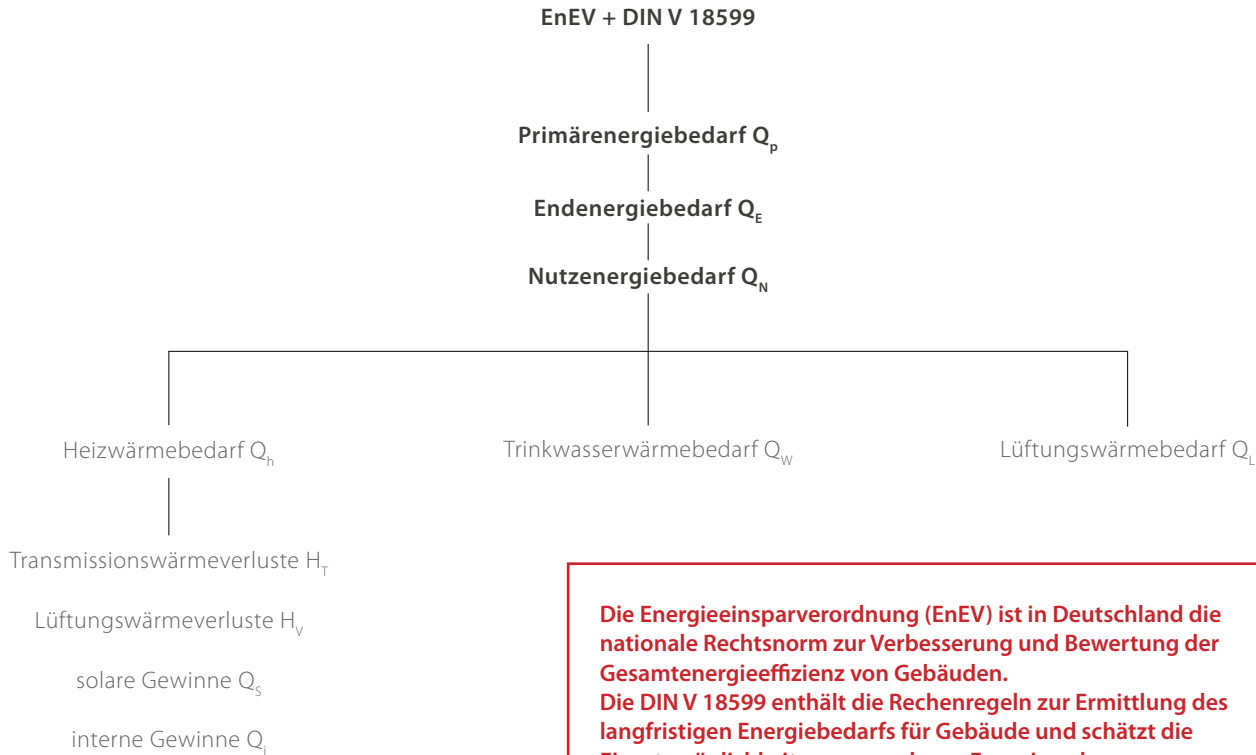 EnEV + DIN V 18599
Primärenergiebedarf Qp
Endenergiebedarf QE
Nutzenergiebedarf QN
Heizwärmebedarf Qh
Trinkwasserwärmebedarf QW
Lüftungswärmebedarf QL
Transmissionswärmeverluste HT
Lüftungswärmeverluste HV
solare Gewinne QS
interne Gewinne Qi
Die Energieeinsparverordnung (EnEV) ist in Deutschland die
nationale Rechtsnorm zur Verbesserung und Bewertung der
Gesamtenergieeffizienz von Gebäuden.
Die DIN V 18599 enthält die Rechenregeln zur Ermittlung des
langfristigen Energiebedarfs für Gebäude und schätzt die